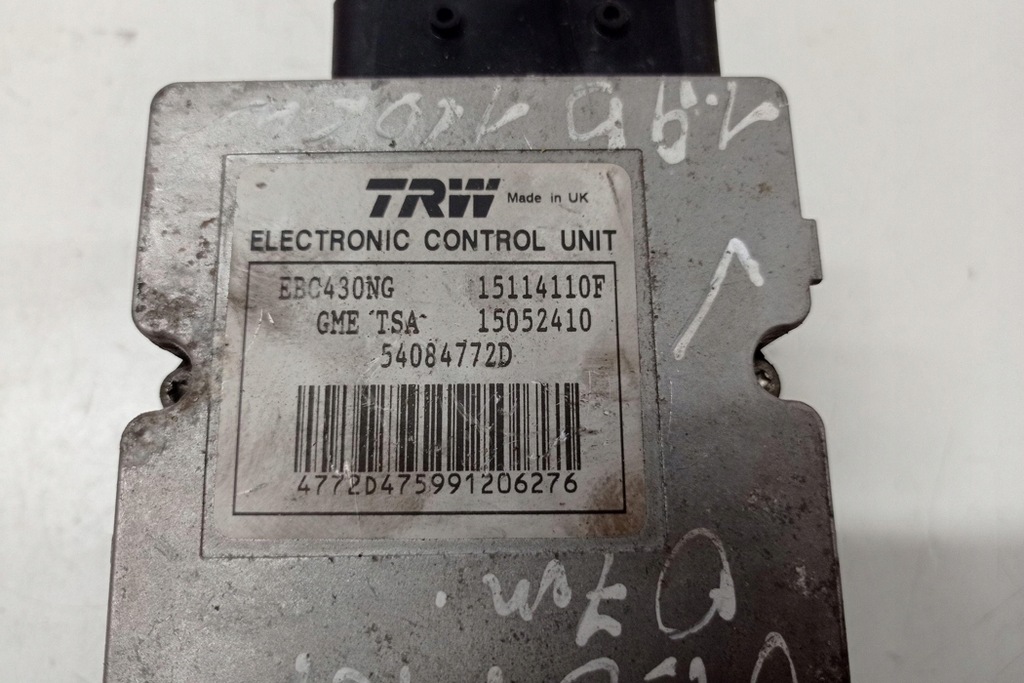 TRW Made in UK
ELECTRONIC CONTROL UNIT
EBC430NG 15114110F
GME TSA 15052410
54084772D
4772D475991206276